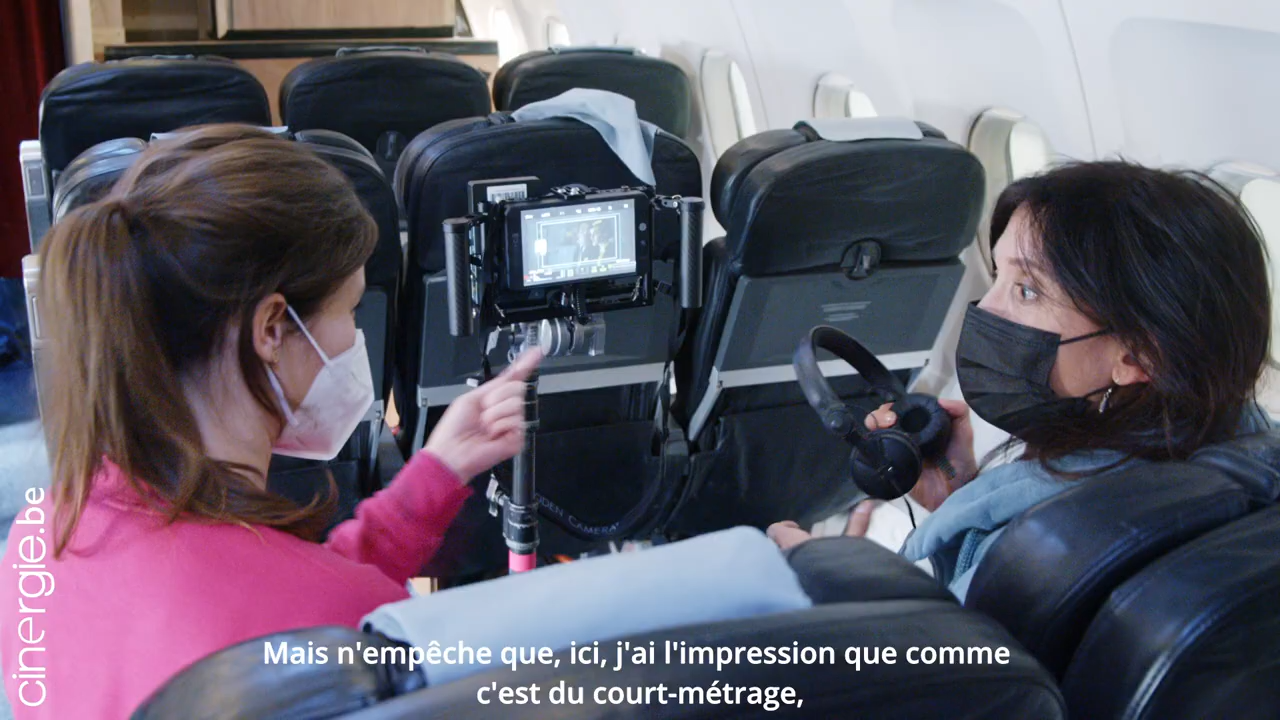 cinergie.be
Mais n'empêche que, ici, j'ai l'impression que comme
c'est du court-métrage,